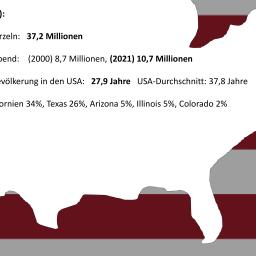 ):
rzeln: 37,2 Millionen
bend: (2000) 8,7 Millionen, (2021) 10,7 Millionen
evölkerung in den USA: 27,9 Jahre USA-Durchschnitt: 37,8 Jahre
ornien 34%, Texas 26%, Arizona 5%, Illinois 5%, Colorado 2%